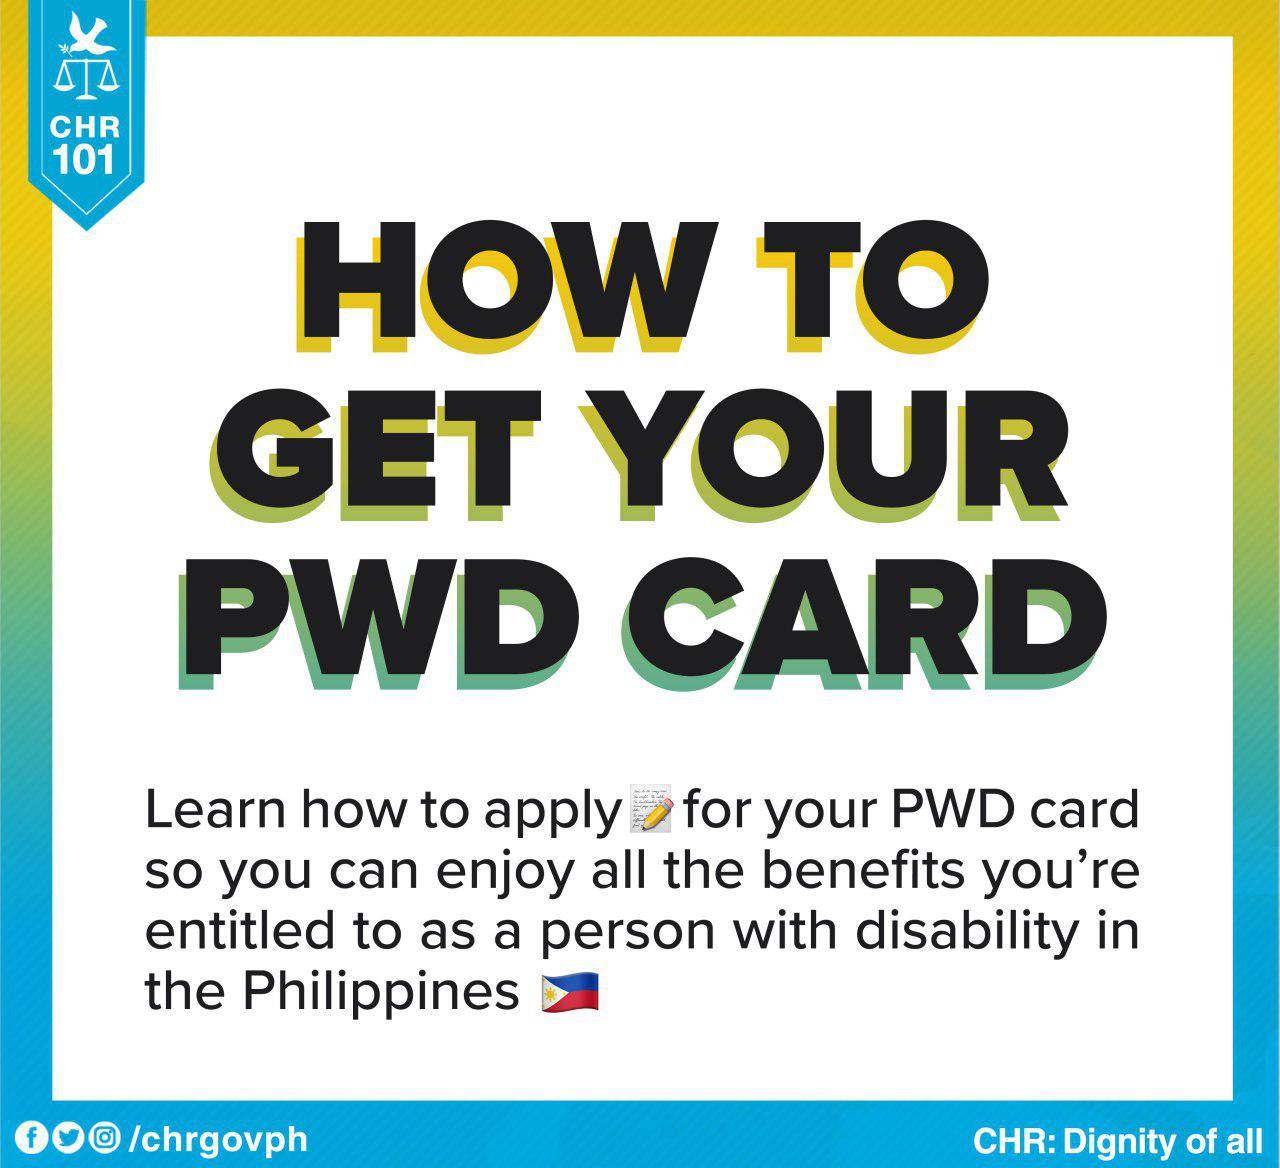 CHR
101
HOW TO
GET YOUR
PWD CARD
Learn how to apply📝for your PWD card
so you can enjoy all the benefits you’re
entitled to as a person with disability in
the Philippines 🇵🇭
/chrgovph
CHR: Dignity of all